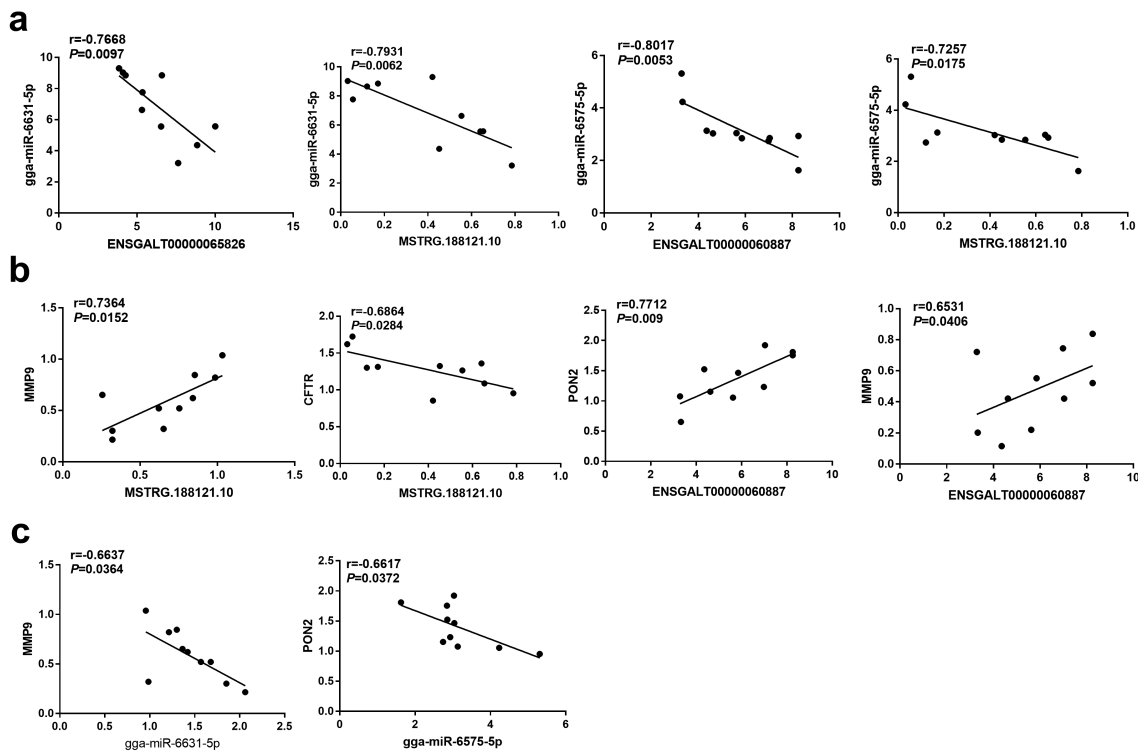 a
r=-0.7668
P=0.0097
gga-miR-6631-5p
10
8
6
4
2
0
0 5 10 15
ENSGALT00000065826
r=-0.7931
P=0.0062
gga-miR-6631-5p
10
8
6
4
2
0
0.0 0.2 0.4 0.6 0.8 1.0
MSTRG.188121.10
r=-0.8017
P=0.0053
gga-miR-6575-5p
6
4
2
0
0 2 4 6 8 10
ENSGALT00000060887
r=-0.7257
P=0.0175
gga-miR-6575-5p
6
4
2
0
0.0 0.2 0.4 0.6 0.8 1.0
MSTRG.188121.10
b
r=0.7364
P=0.0152
MMP9
1.5
1.0
0.5
0.0
0.0 0.5 1.0 1.5
MSTRG.188121.10
r=-0.6864
P=0.0284
CFTR
2.0
1.5
1.0
0.5
0.0
0.0 0.2 0.4 0.6 0.8 1.0
MSTRG.188121.10
r=0.7712
P=0.009
PON2
2.5
2.0
1.5
1.0
0.5
0.0
0 2 4 6 8 10
ENSGALT00000060887
r=0.6531
P=0.0406
MMP9
1.0
0.8
0.6
0.4
0.2
0.0
0 2 4 6 8 10
ENSGALT00000060887
c
r=-0.6637
P=0.0364
MMP9
1.5
1.0
0.5
0.0
0.0 0.5 1.0 1.5 2.0 2.5
gga-miR-6631-5p
r=-0.6617
P=0.0372
PON2
2.5
2.0
1.5
1.0
0.5
0.0
0 2 4 6
gga-miR-6575-5p